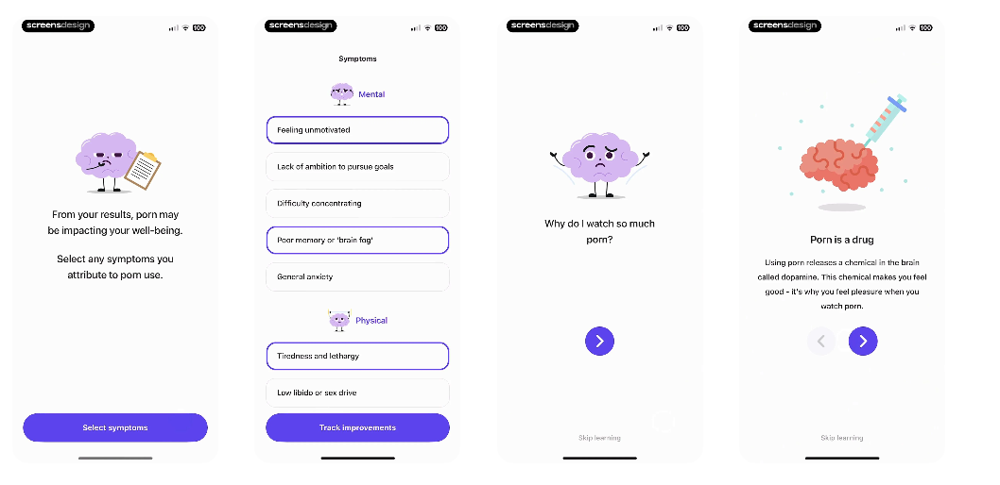 screensdesign
100
From your results, porn may
be impacting your well-being.
Select any symptoms you
attribute to porn use.
Select symptoms
screensdesign
100
Symptoms
Mental
Feeling unmotivated
Lack of ambition to pursue goals
Difficulty concentrating
Poor memory or 'brain fog'
General anxiety
Physical
Tiredness and lethargy
Low libido or sex drive
Track improvements
screensdesign
100
Why do I watch so much
porn?
Skip learning
screensdesign
100
Porn is a drug
Using porn releases a chemical in the brain
called dopamine. This chemical makes you feel
good - it's why you feel pleasure when you
watch porn.
Skip learning